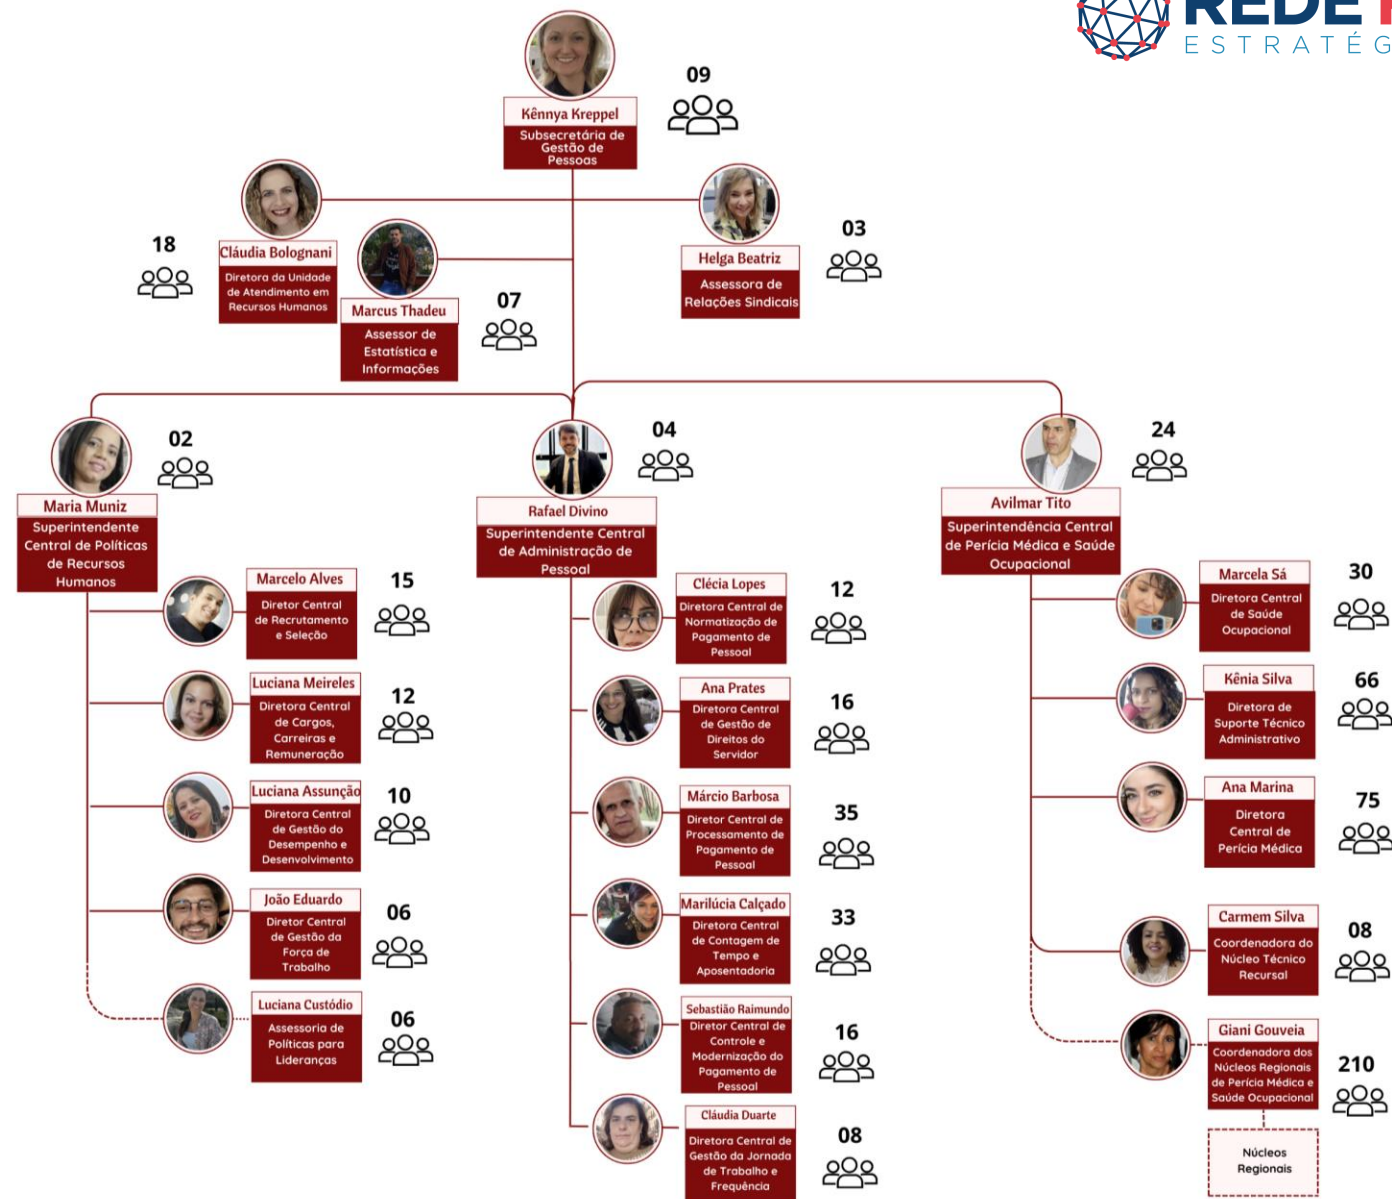 REDE
ESTRATÉG
09
Kênnya Kreppel
Subsecretária de
Gestão de
Pessoas
18
Cláudia Bolognani
Diretora da Unidade
de Atendimento em
Recursos Humanos
Marcus Thadeu
Assessor de
Estatística e
Informações
07
Helga Beatriz
Assessora de
Relações Sindicais
03
02
Maria Muniz
Superintendente
Central de Políticas
de Recursos
Humanos
Marcelo Alves
Diretor Central
de Recrutamento
e Seleção
15
Luciana Meireles
Diretora Central
de Cargos,
Carreiras e
Remuneração
12
Luciana Assunção
Diretora Central
de Gestão do
Desempenho e
Desenvolvimento
10
João Eduardo
Diretor Central
de Gestão da
Força de
Trabalho
06
Luciana Custódio
Assessoria de
Políticas para
Lideranças
06
04
Rafael Divino
Superintendente Central
de Administração de
Pessoal
Clécia Lopes
Diretora Central de
Normatização de
Pagamento de
Pessoal
12
Ana Prates
Diretora Central
de Gestão de
Direitos do
Servidor
16
Márcio Barbosa
Diretor Central de
Processamento de
Pagamento de
Pessoal
35
Marilúcia Calçado
Diretora Central
de Contagem de
Tempo e
Aposentadoria
33
Sebastião Raimundo
Diretor Central de
Controle e
Modernização do
Pagamento de
Pessoal
16
Cláudia Duarte
Diretora Central de
Gestão da Jornada
de Trabalho e
Frequência
08
24
Avilmar Tito
Superintendência Central
de Perícia Médica e Saúde
Ocupacional
Marcela Sá
Diretora Central
de Saúde
Ocupacional
30
Kênia Silva
Diretora de
Suporte Técnico
Administrativo
66
Ana Marina
Diretora
Central de
Perícia Médica
75
Carmem Silva
Coordenadora do
Núcleo Técnico
Recursal
08
Giani Gouveia
Coordenadora dos
Núcleos Regionais
de Perícia Médica e
Saúde Ocupacional
210
Núcleos
Regionais